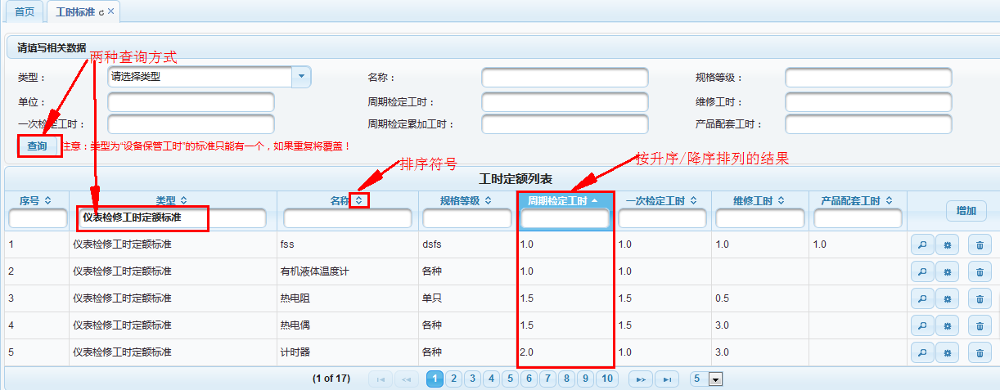 首页 工时标准
请填写相关数据
两种查询方式
类型： 请选择类型 名称： 规格等级：
单位： 周期检定工时： 维修工时：
一次检定工时： 周期检定累加工时： 产品配套工时：
查询 注意：类型为“设备保管工时”的标准只能有一个，如果重复将覆盖！
排序符号 按升序/降序排列的结果
工时定额列表
序号 类型 名称 规格等级 周期检定工时 一次检定工时 维修工时 产品配套工时 增加
仪表检修工时定额标准
1 仪表检修工时定额标准 fss dsfs 1.0 1.0 1.0 1.0
2 仪表检修工时定额标准 有机液体温度计 各种 1.0 1.0
3 仪表检修工时定额标准 热电阻 单只 1.5 1.5 0.5
4 仪表检修工时定额标准 热电偶 各种 1.5 1.5 3.0
5 仪表检修工时定额标准 计时器 各种 2.0 1.0 3.0
(1 of 17) 1 2 3 4 5 6 7 8 9 10 5